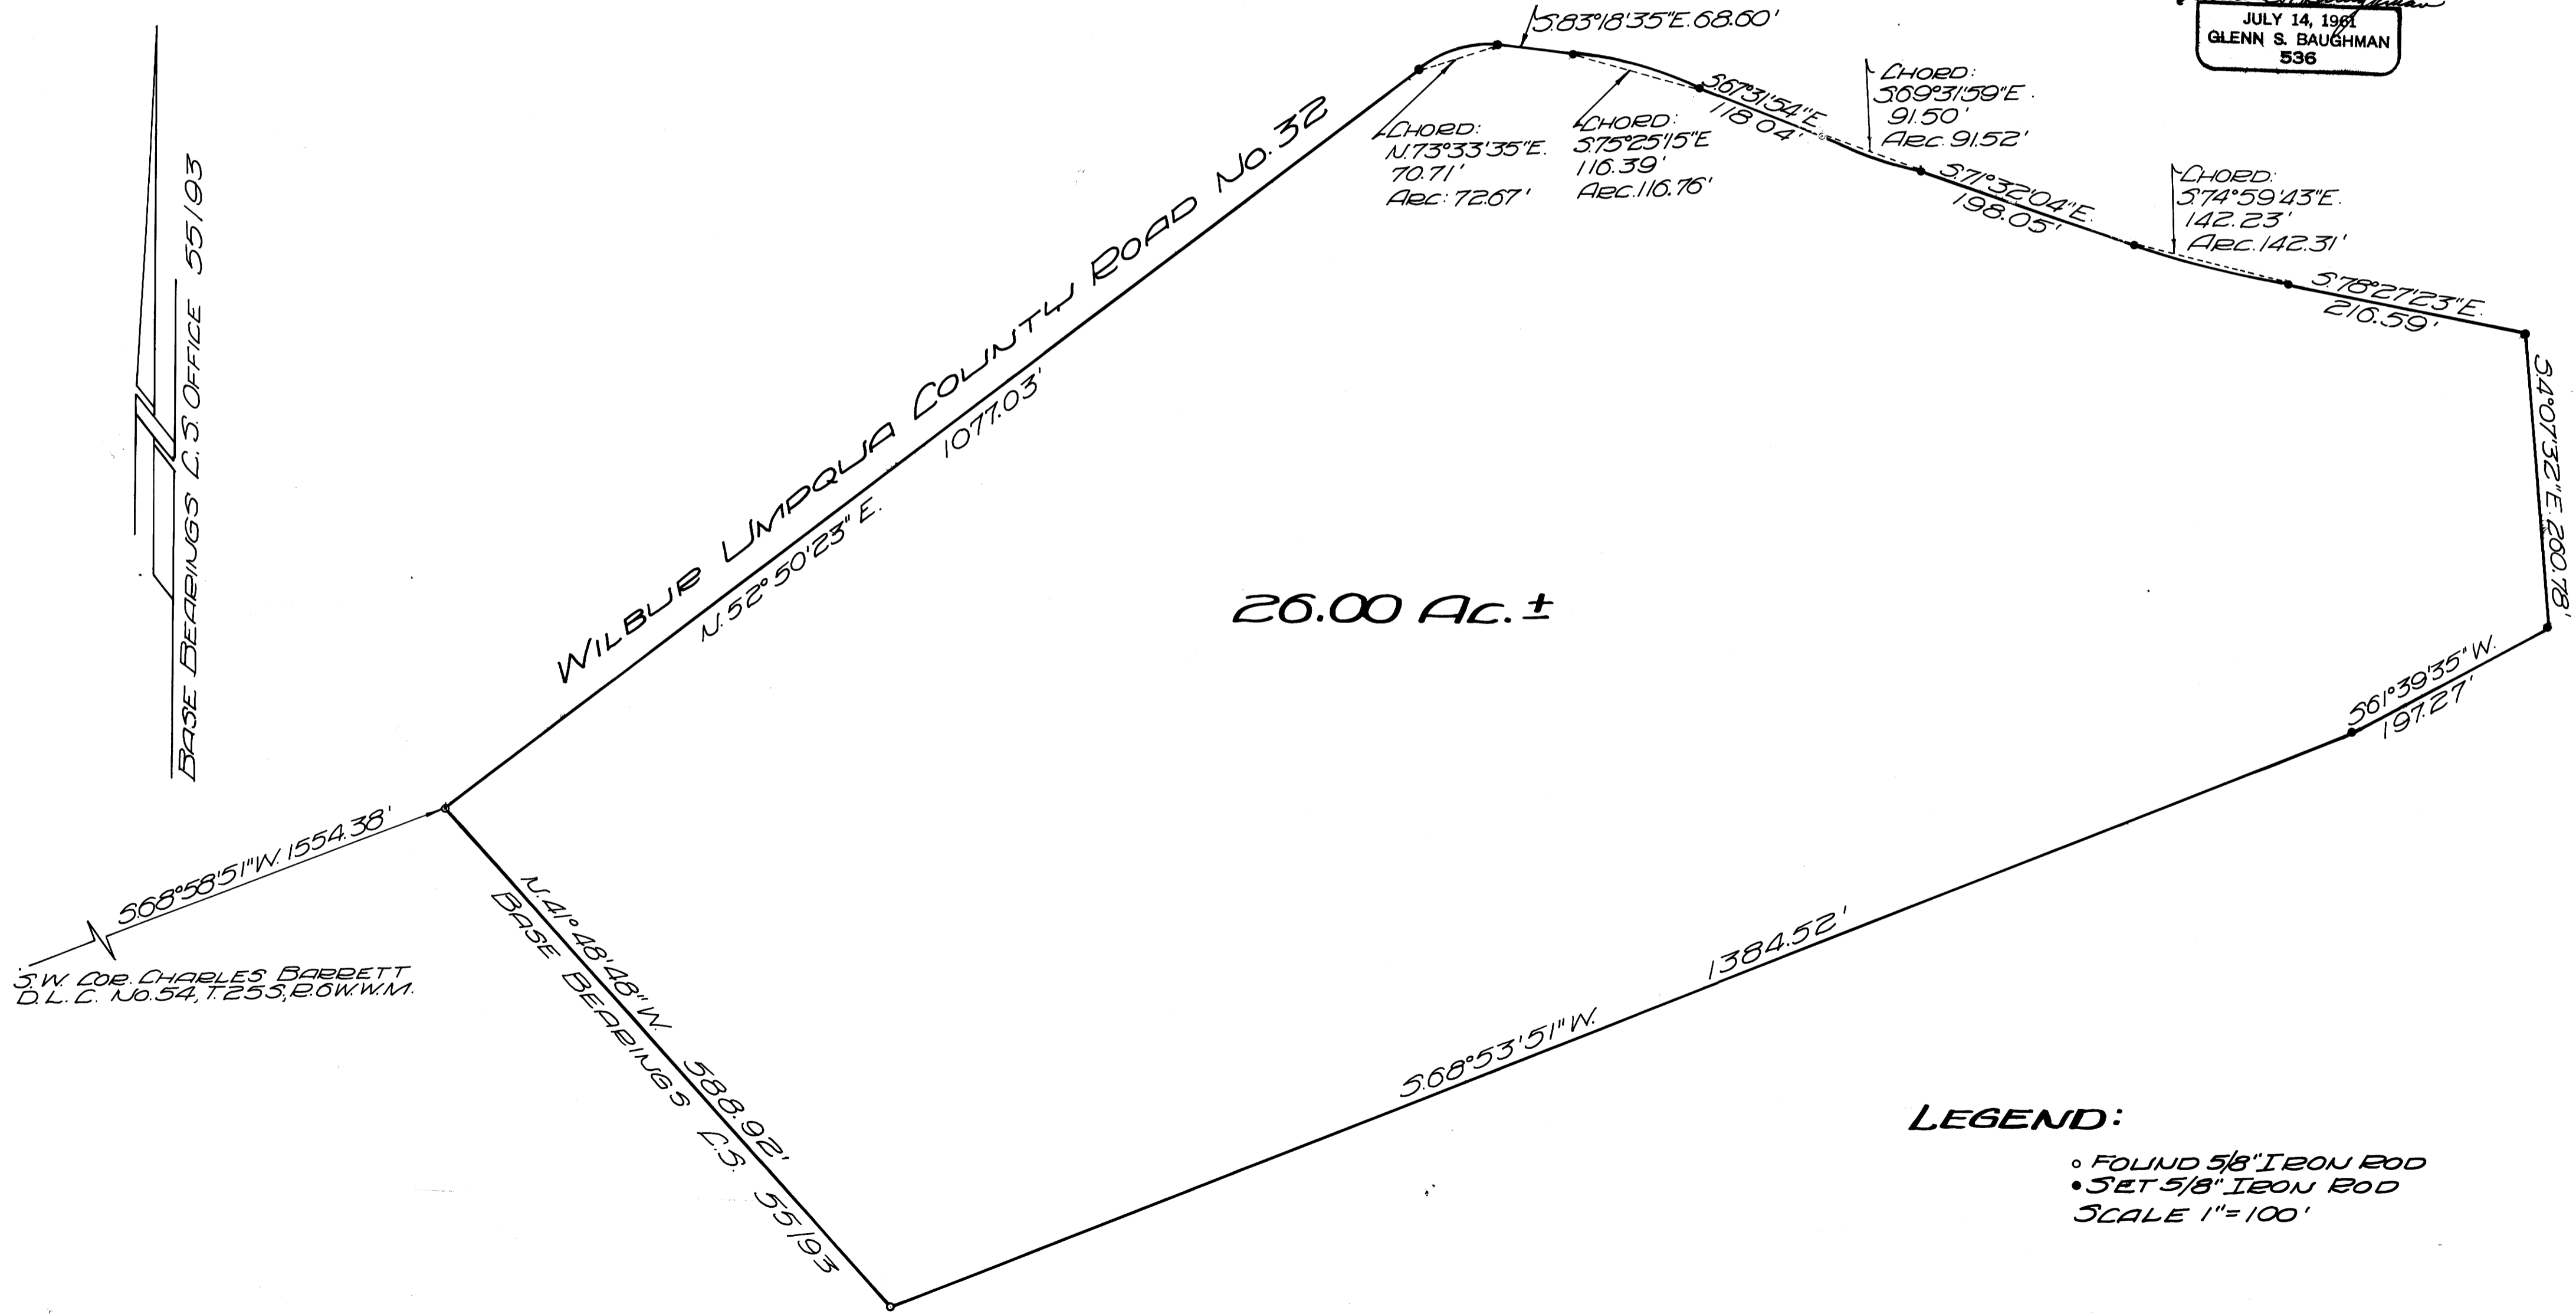 JULY 14, 1961
GLENN S. BAUGHMAN
536
S.83°18'35"E. 68.60'
CHORD:
N.73°33'35"E.
70.71'
ARC: 72.67'
CHORD:
S.75°25'15"E
116.39'
ARC. 116.76'
S.67°31'54"E.
118.04'
CHORD:
S.69°31'59"E.
91.50'
ARC. 91.52'
S.71°32'04"E.
198.05'
CHORD:
S.74°59'43"E.
142.23'
ARC. 142.31'
S.78°27'23"E.
216.59'
S.4°07'32"E. 260.78'
S.61°39'35"W.
197.27'
BASE BEARINGS L.S. OFFICE 55/93
WILBUR UMPQUA COUNTY ROAD NO. 32
N.52°50'23"E.
1077.03'
26.00 AC.±
S.68°58'51"W. 1554.38'
S.W. COR. CHARLES BARRETT
D.L.C. NO.54, T.25S, R.6W.W.M.
N.41°48'48"W. 588.92'
BASE BEARINGS L.S. 55/93
S.68°53'51"W.
1384.52'
LEGEND:
○ FOUND 5/8" IRON ROD
● SET 5/8" IRON ROD
SCALE 1"=100'